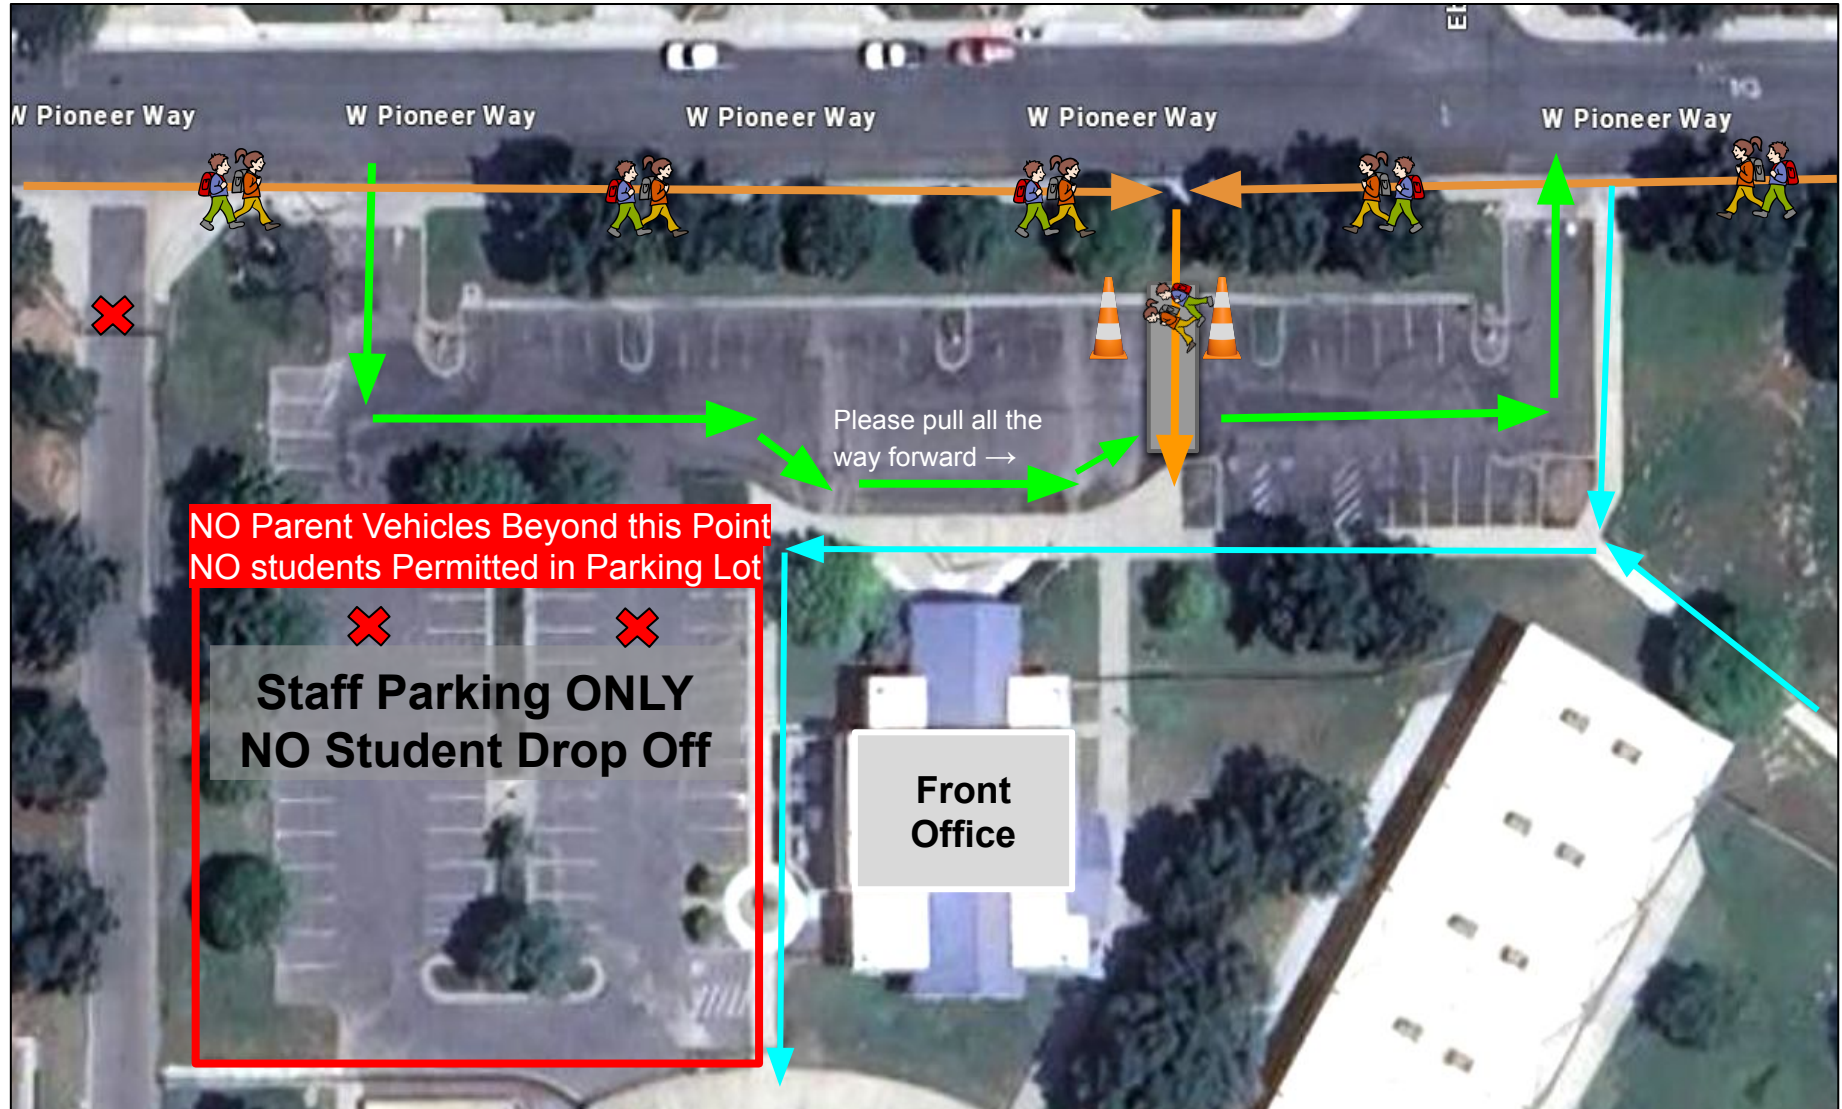 W Pioneer Way
W Pioneer Way
W Pioneer Way
W Pioneer Way
W Pioneer Way
Please pull all the
way forward →
NO Parent Vehicles Beyond this Point
NO students Permitted in Parking Lot
Staff Parking ONLY
NO Student Drop Off
Front
Office